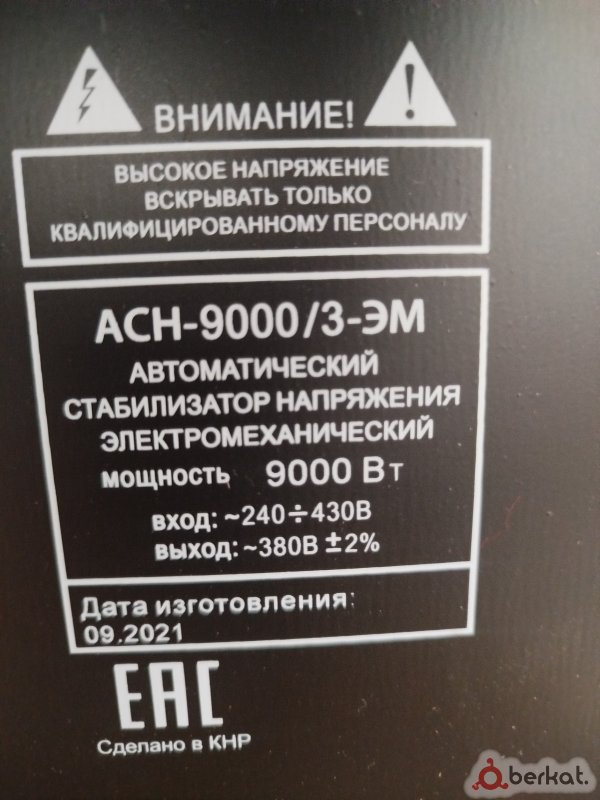 ВНИМАНИЕ!
ВЫСОКОЕ НАПРЯЖЕНИЕ
ВСКРЫВАТЬ ТОЛЬКО
КВАЛИФИЦИРОВАННОМУ ПЕРСОНАЛУ
АСН-9000/3-ЭМ
АВТОМАТИЧЕСКИЙ
СТАБИЛИЗАТОР НАПРЯЖЕНИЯ
ЭЛЕКТРОМЕХАНИЧЕСКИЙ
мощность 9000 Вт
вход: ~240÷430В
выход: ~380В ±2%
Дата изготовления:
09.2021
ЕАС
Сделано в КНР
berkat.